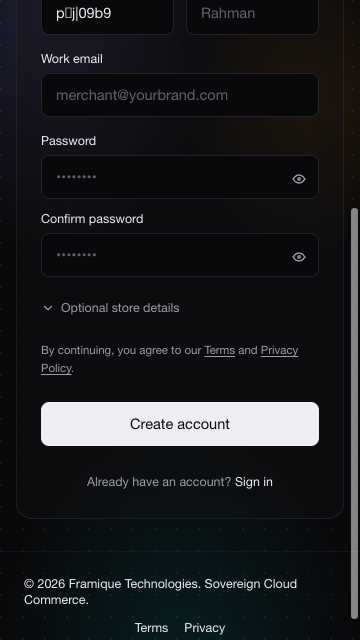 Rahman
Work email
merchant@yourbrand.com
Password
Confirm password
Optional store details
By continuing, you agree to our Terms and Privacy
Policy.
Create account
Already have an account? Sign in
© 2026 Framique Technologies. Sovereign Cloud
Commerce.
Terms Privacy